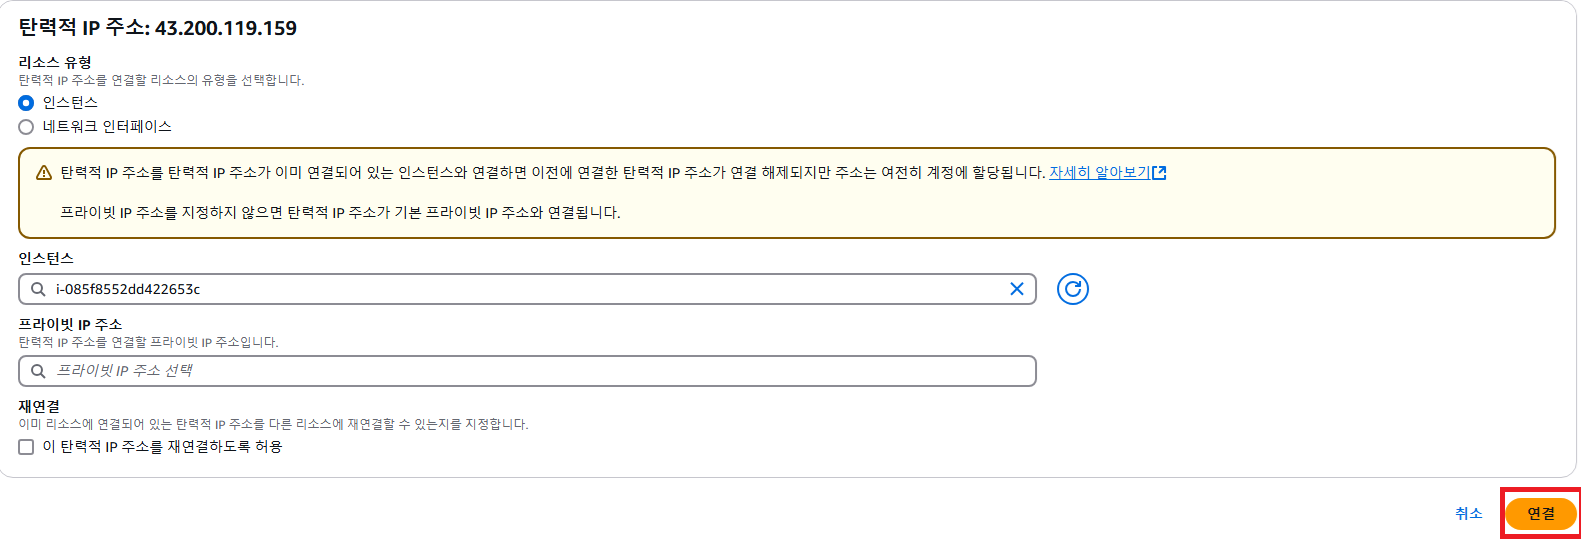 탄력적 IP 주소: 43.200.119.159
리소스 유형
탄력적 IP 주소를 연결할 리소스의 유형을 선택합니다.
인스턴스
네트워크 인터페이스
탄력적 IP 주소를 탄력적 IP 주소가 이미 연결되어 있는 인스턴스와 연결하면 이전에 연결한 탄력적 IP 주소가 연결 해제되지만 주소는 여전히 계정에 할당됩니다. 자세히 알아보기
프라이빗 IP 주소를 지정하지 않으면 탄력적 IP 주소가 기본 프라이빗 IP 주소와 연결됩니다.
인스턴스
i-085f8552dd422653c
프라이빗 IP 주소
탄력적 IP 주소를 연결할 프라이빗 IP 주소입니다.
프라이빗 IP 주소 선택
재연결
이미 리소스에 연결되어 있는 탄력적 IP 주소를 다른 리소스에 재연결할 수 있는지를 지정합니다.
이 탄력적 IP 주소를 재연결하도록 허용
취소
연결